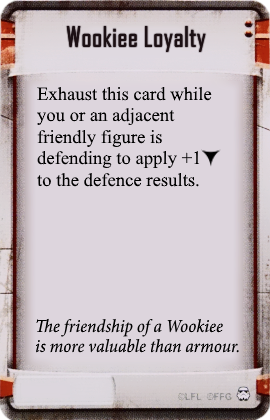 Wookiee Loyalty
Exhaust this card while
you or an adjacent
friendly figure is
defending to apply +1
to the defence results.
The friendship of a Wookiee
is more valuable than armour.
©LFL ©FFG